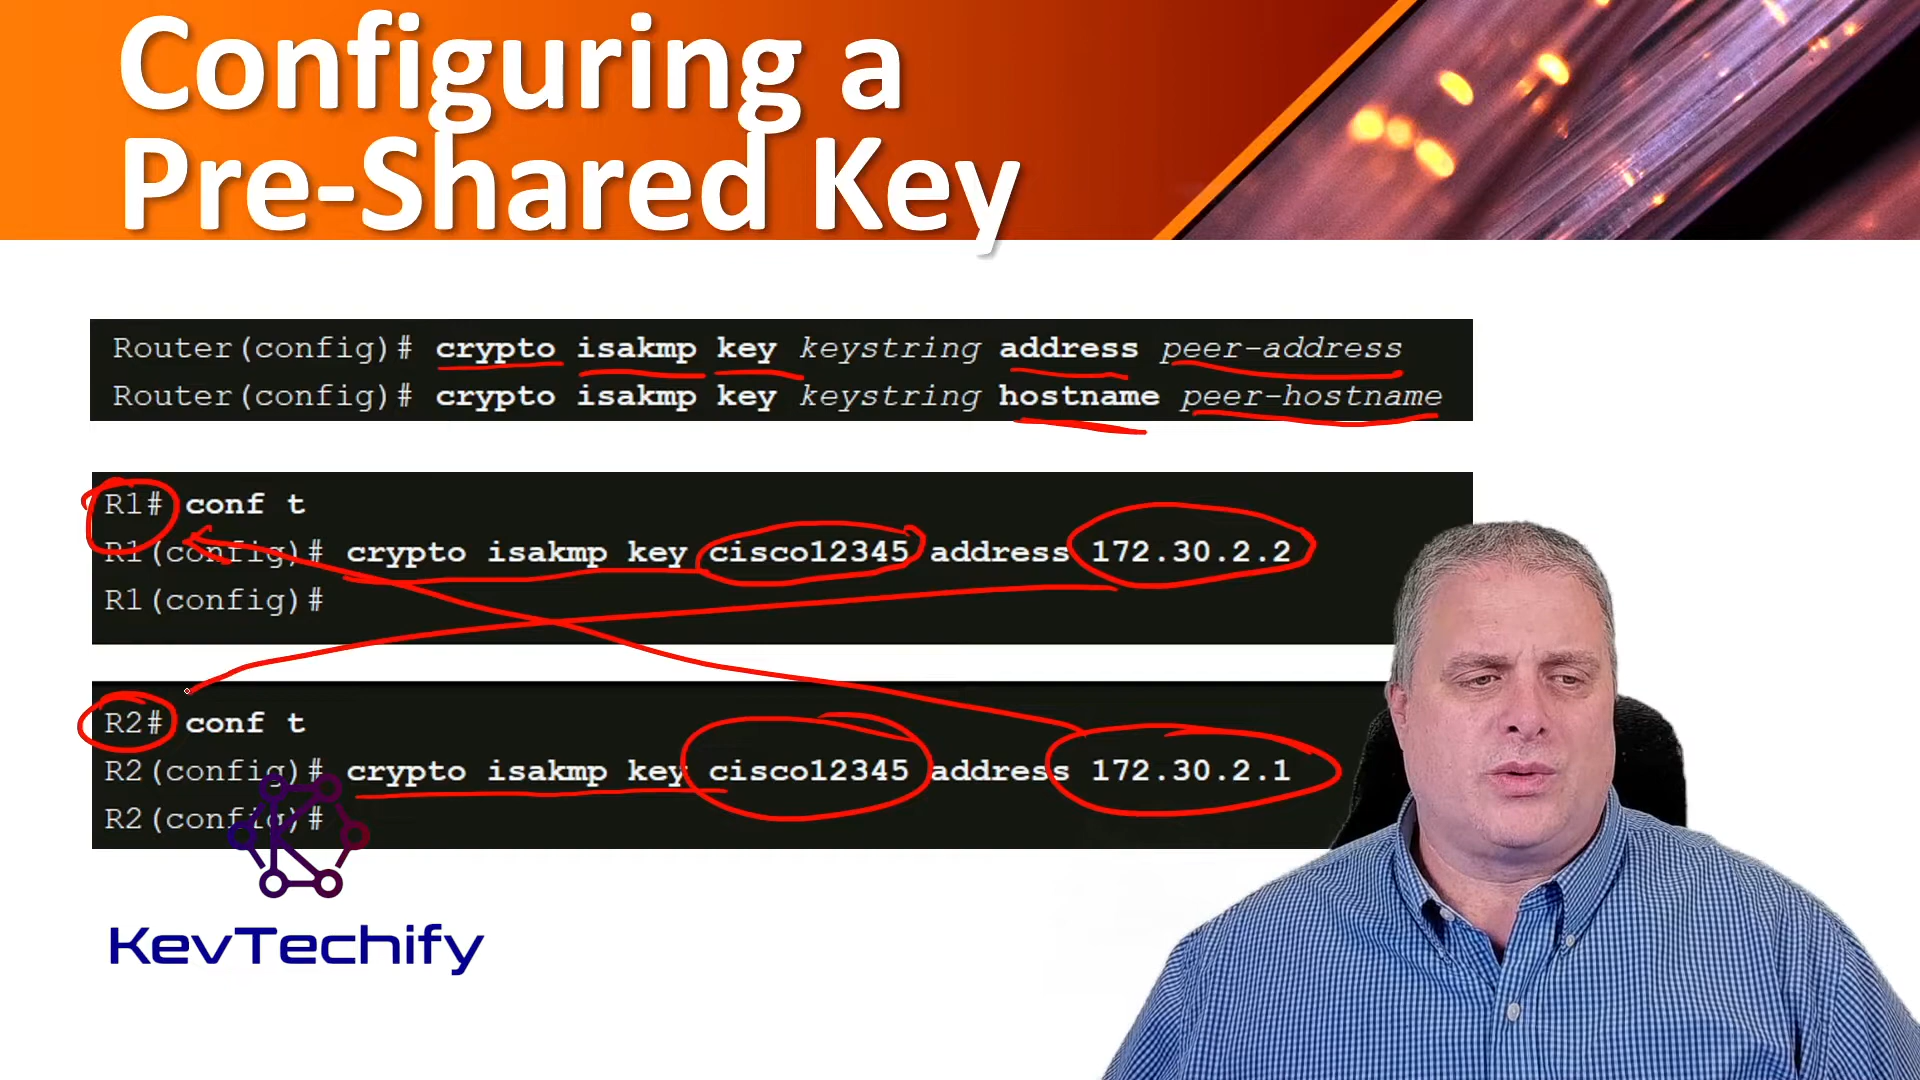 Configuring a
Pre-Shared Key
Router(config)# crypto isakmp key keystring address peer-address
Router(config)# crypto isakmp key keystring hostname peer-hostname
R1# conf t
R1(config)# crypto isakmp key cisco12345 address 172.30.2.2
R1(config)#
R2# conf t
R2(config)# crypto isakmp key cisco12345 address 172.30.2.1
R2(config)#
KevTechify